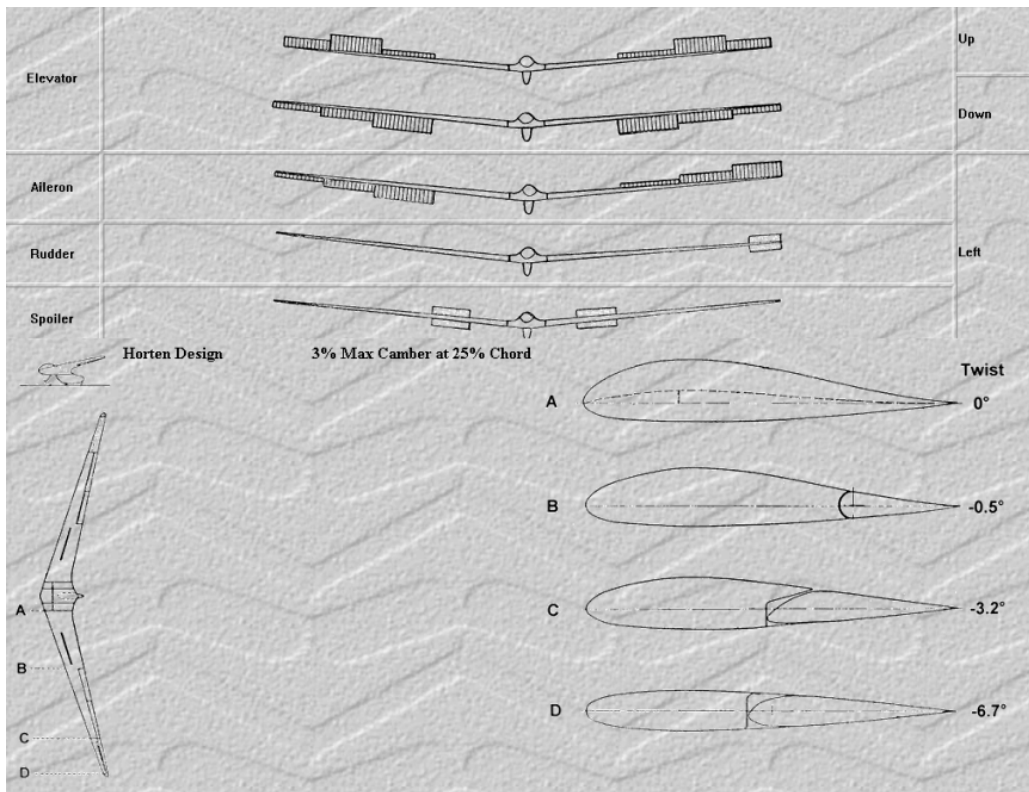 Up
Elevator
Down
Aileron
Rudder
Left
Spoiler
Horten Design
3% Max Camber at 25% Chord
Twist
A
0°
B
-0.5°
C
-3.2°
D
-6.7°
A
B
C
D